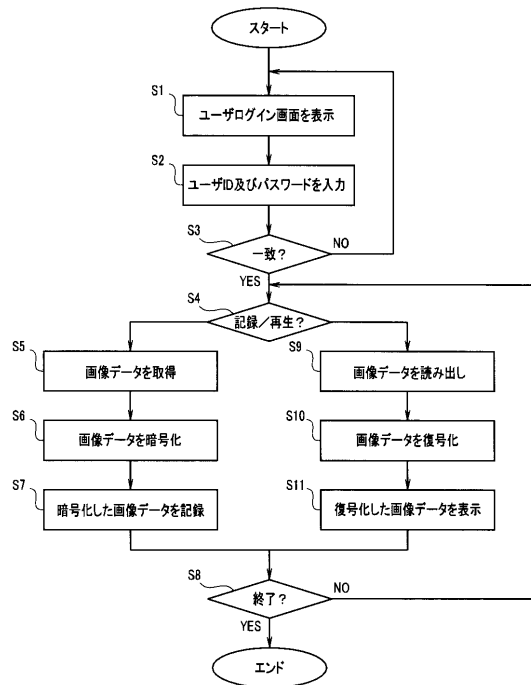 スタート
S1
ユーザログイン画面を表示
S2
ユーザID及びパスワードを入力
S3
一致？
NO
YES
S4
記録／再生？
S5
画像データを取得
S6
画像データを暗号化
S7
暗号化した画像データを記録
S9
画像データを読み出し
S10
画像データを復号化
S11
復号化した画像データを表示
S8
終了？
NO
YES
エンド